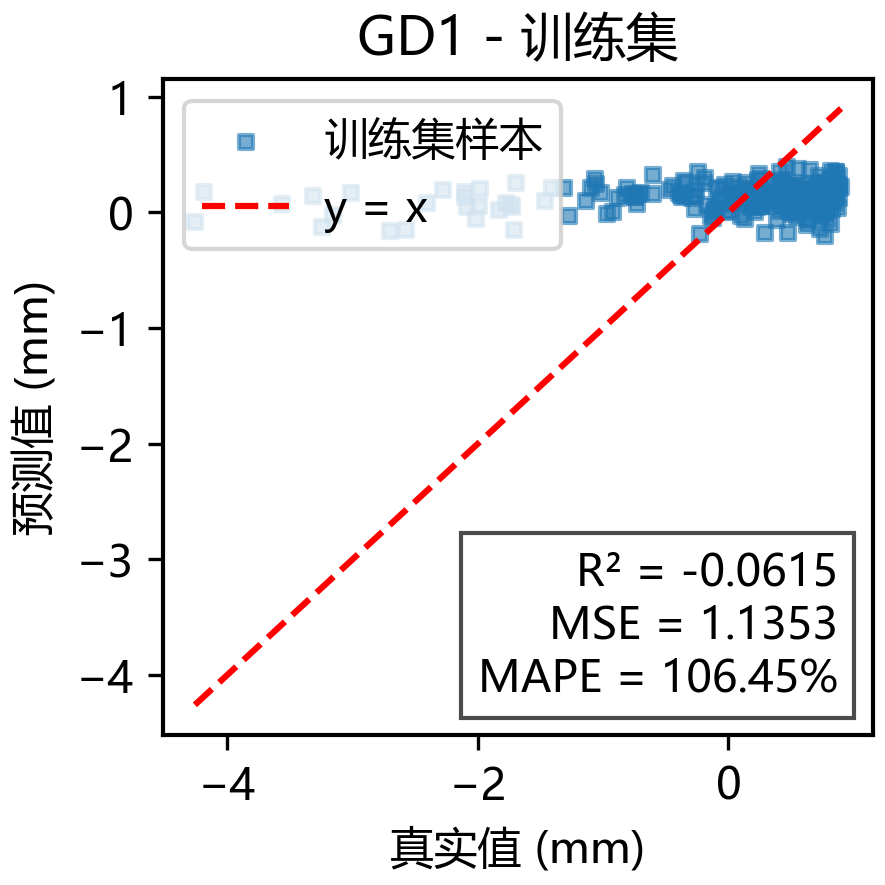 GD1 - 训练集
训练集样本
y = x
1
0
−1
−2
−3
−4
预测值 (mm)
R² = -0.0615
MSE = 1.1353
MAPE = 106.45%
−4
−2
0
真实值 (mm)